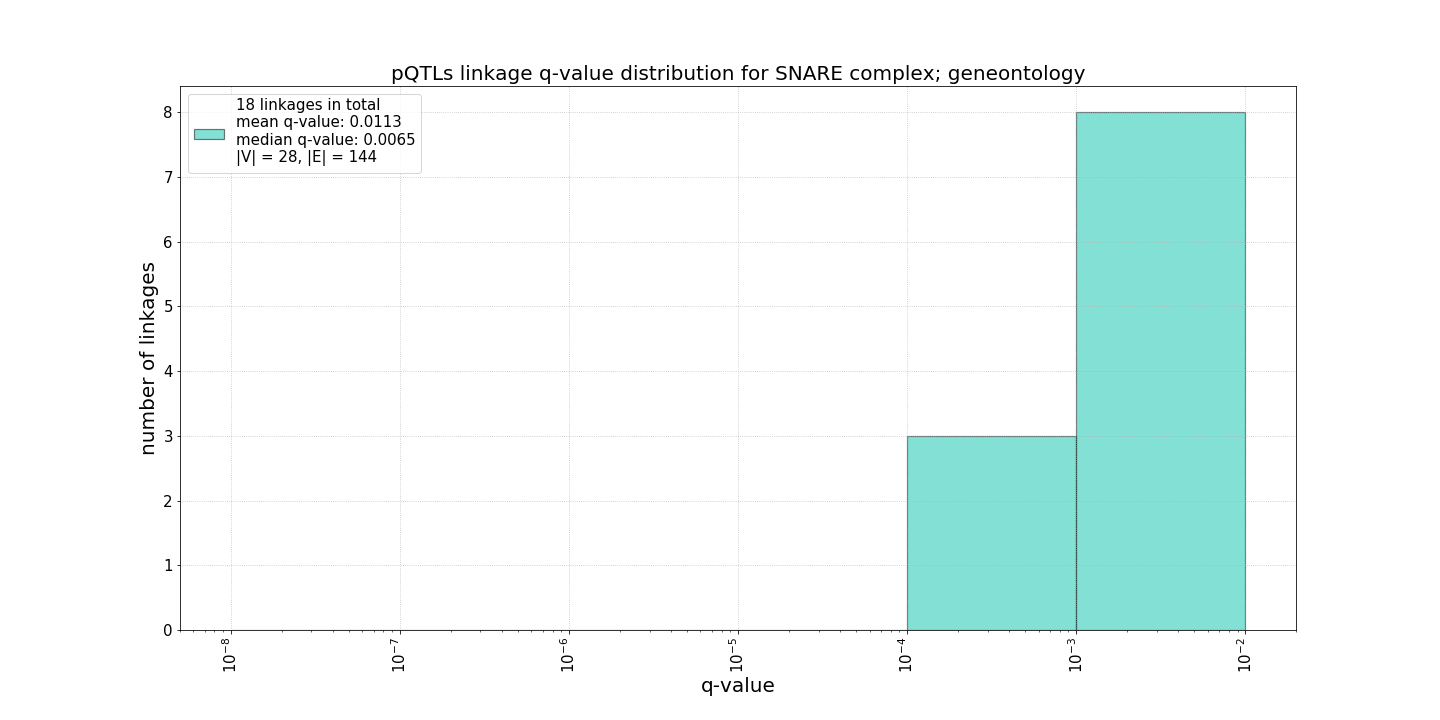 pQTLs linkage q-value distribution for SNARE complex; geneontology
18 linkages in total
mean q-value: 0.0113
median q-value: 0.0065
|V| = 28, |E| = 144
number of linkages
8
7
6
5
4
3
2
1
0
10⁻⁸
10⁻⁷
10⁻⁶
10⁻⁵
10⁻⁴
10⁻³
10⁻²
q-value